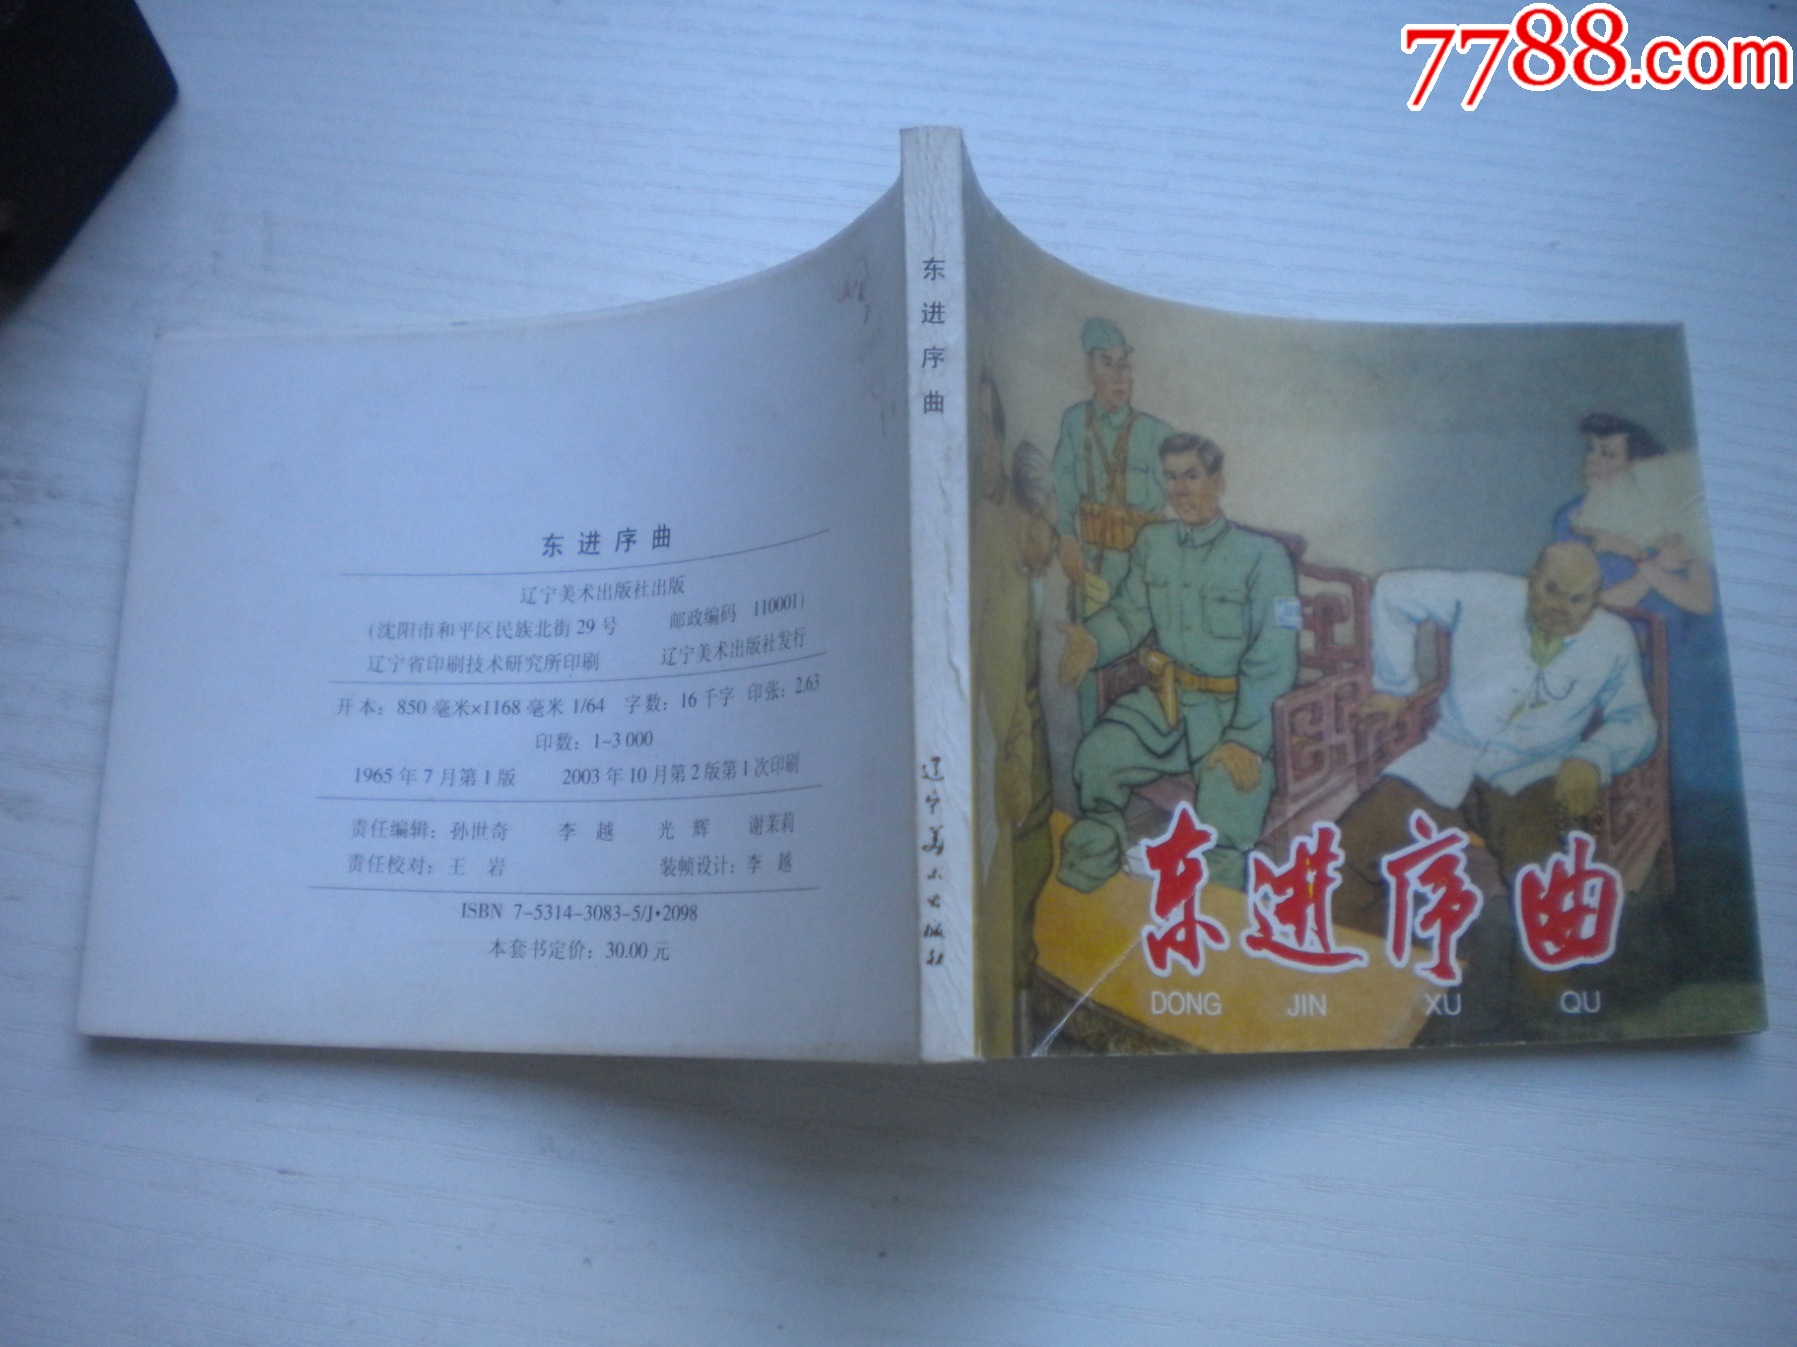 7788.com
东进序曲
辽宁美术出版社出版
(沈阳市和平区民族北街29号 邮政编码 110001)
辽宁省印刷技术研究所印刷 辽宁美术出版社发行
开本：850毫米×1168毫米 1/64 字数：16千字 印张：2.63
印数：1~3 000
1965年7月第1版 2003年10月第2版第1次印刷
责任编辑：孙世奇 李越 光辉 谢茉莉
责任校对：王岩 装帧设计：李越
ISBN 7-5314-3083-5/J·2098
本套书定价：30.00元
东进序曲
辽宁美术出版社
东进序曲
DONG JIN XU QU